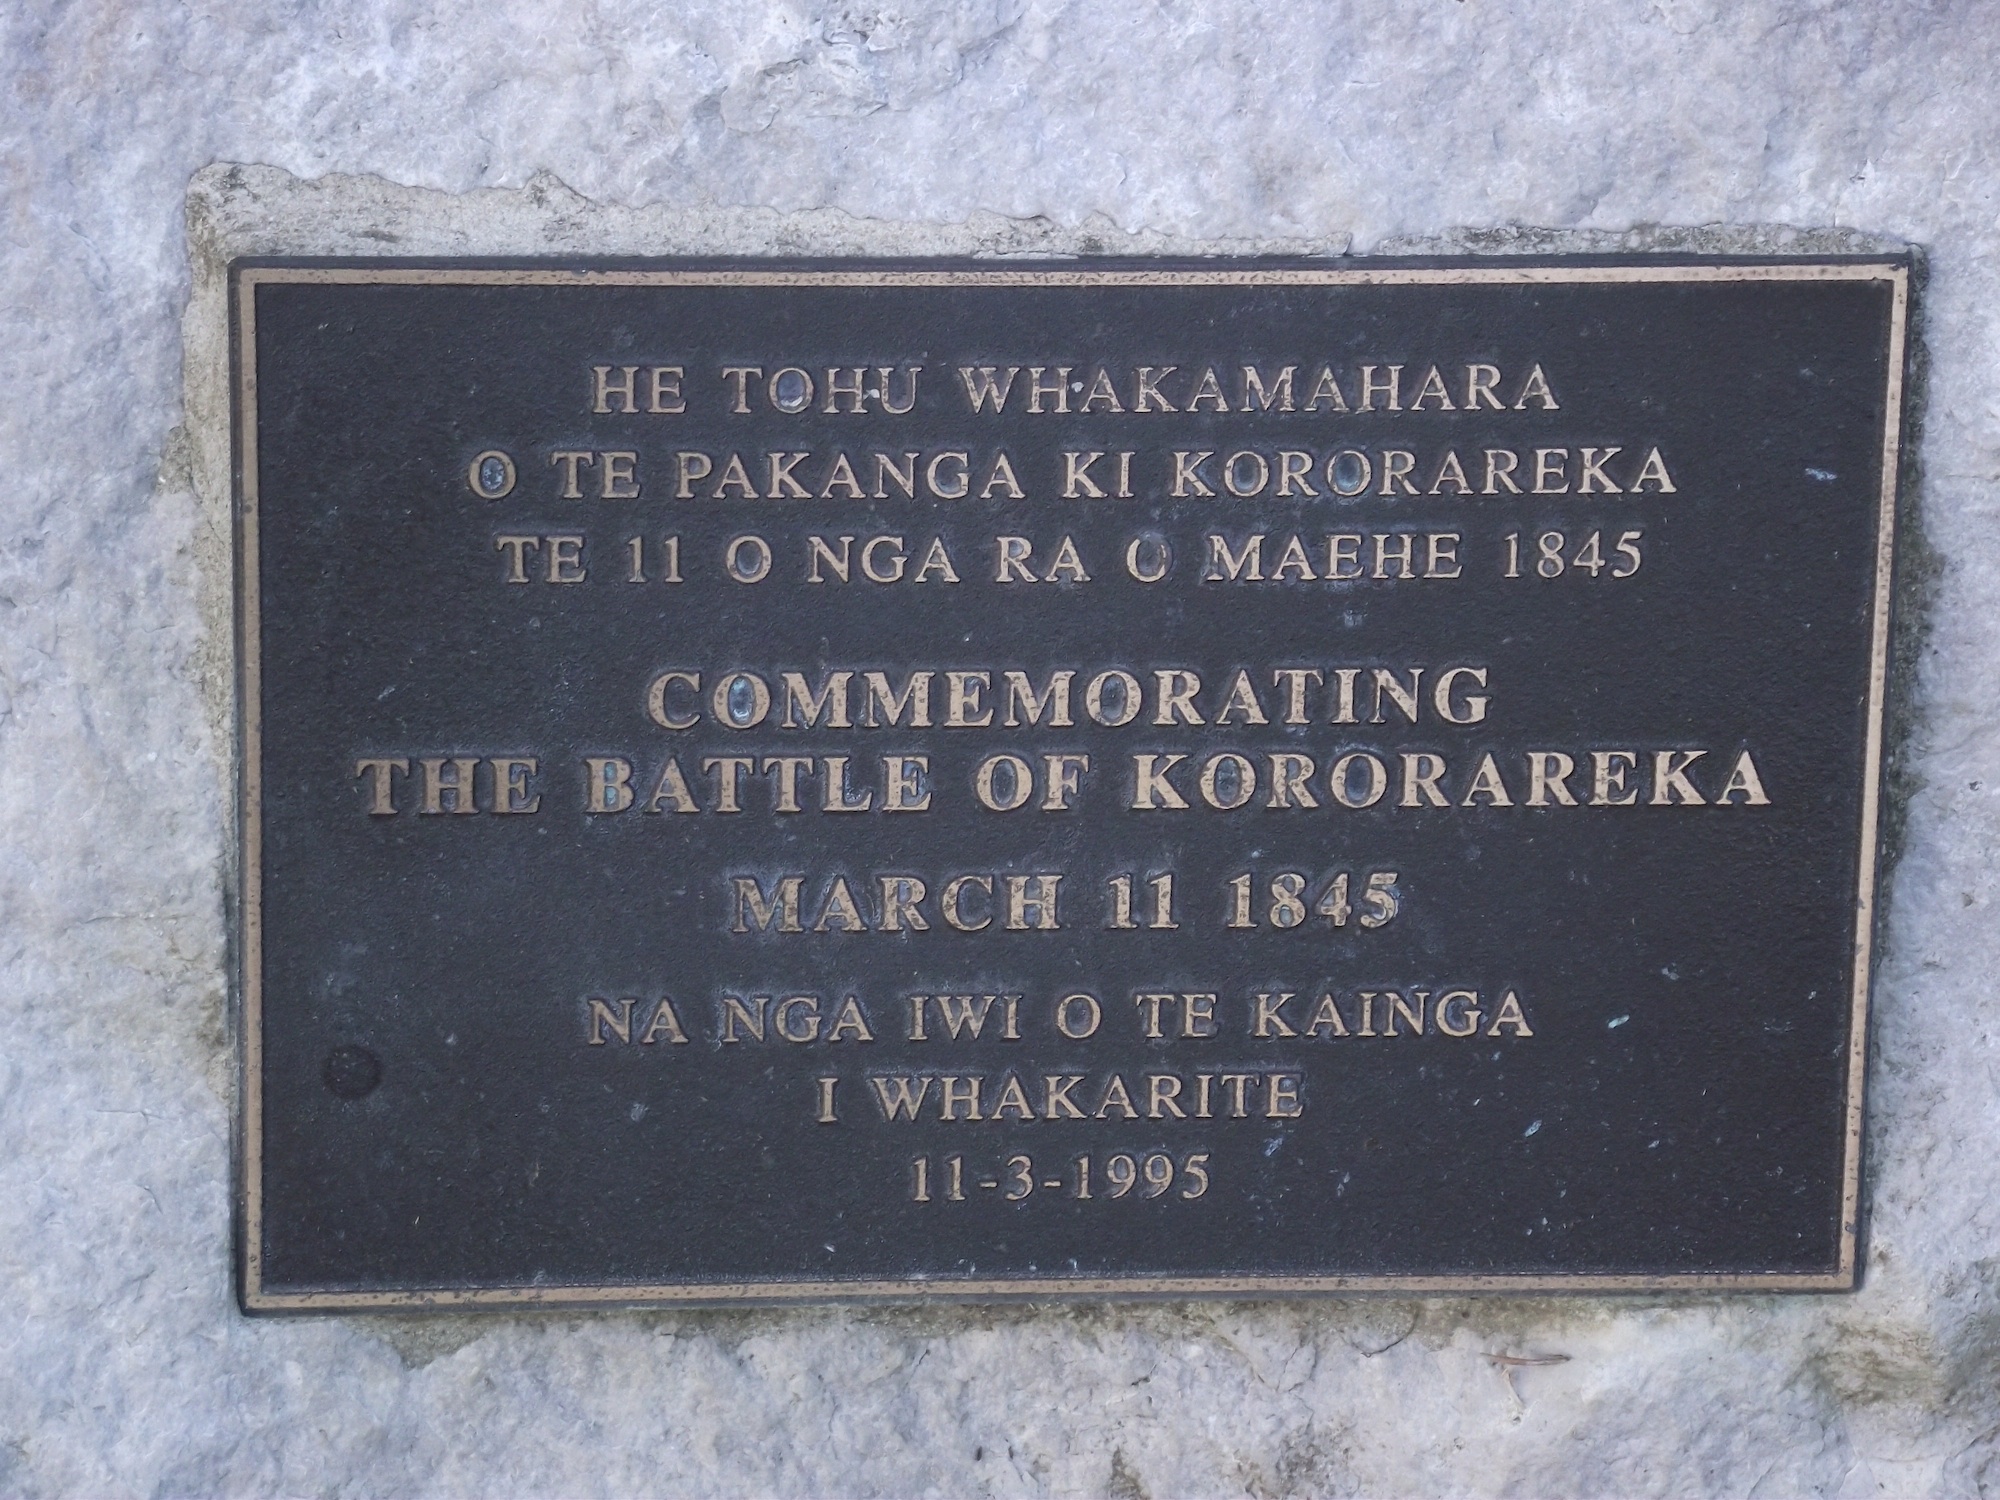 HE TOHU WHAKAMAHARA
O TE PAKANGA KI KORORAREKA
TE 11 O NGA RA O MAEHE 1845
COMMEMORATING
THE BATTLE OF KORORAREKA
MARCH 11 1845
NA NGA IWI O TE KAINGA
I WHAKARITE
11-3-1995